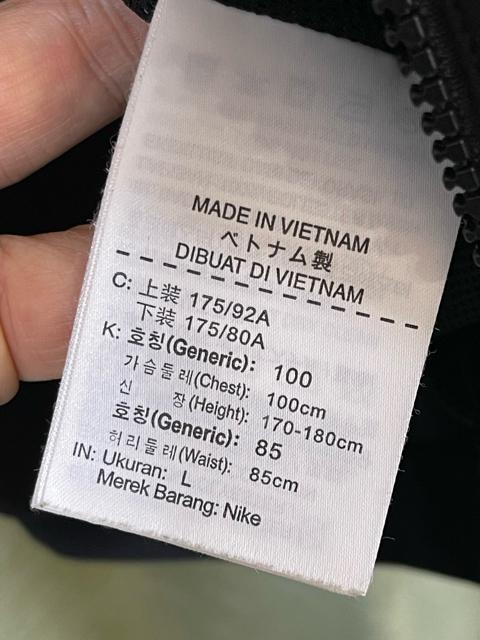 MADE IN VIETNAM
ベトナム製
DIBUAT DI VIETNAM
C: 上装 175/92A
下装 175/80A
K: 호칭(Generic): 100
가슴둘레(Chest): 100cm
신 장(Height): 170-180cm
호칭(Generic): 85
허리둘레(Waist): 85cm
IN: Ukuran: L
Merek Barang: Nike